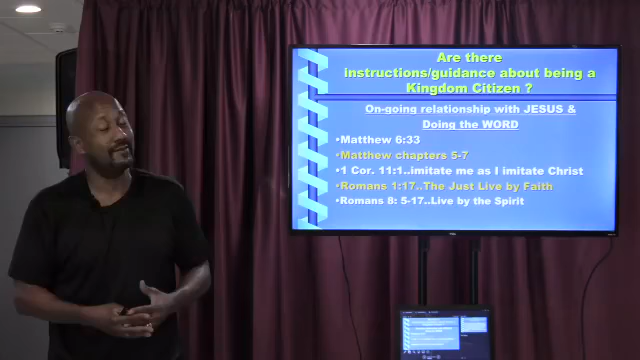 Are there
instructions/guidance about being a
Kingdom Citizen ?
On-going relationship with JESUS &
Doing the WORD
•Matthew 6:33
•Matthew chapters 5-7
•1 Cor. 11:1..imitate me as I imitate Christ
•Romans 1:17..The Just Live by Faith
•Romans 8: 5-17..Live by the Spirit